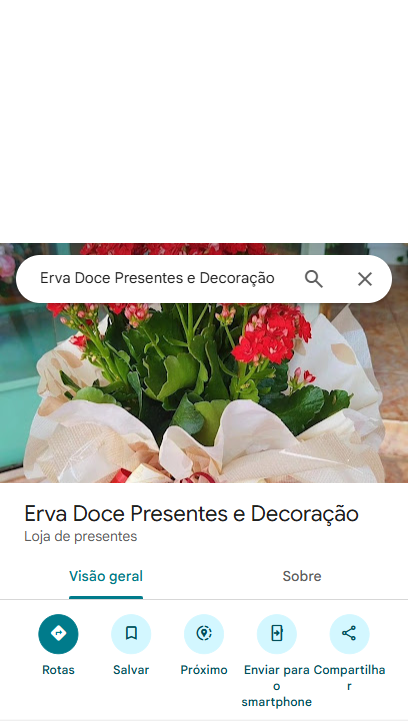 Erva Doce Presentes e Decoração
Erva Doce Presentes e Decoração
Loja de presentes
Visão geral
Sobre
Rotas
Salvar
Próximo
Enviar para
o
smartphone
Compartilha
r